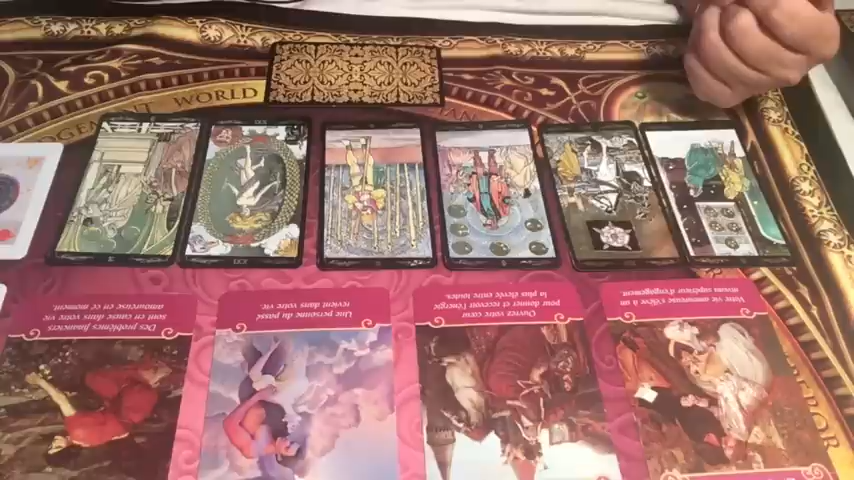 GEMENT WORLD
Des problèmes financiers
sont en cause dans votre vie
amoureuse en ce moment.
Une personne du passé
revient dans votre vie.
Ouvrez votre cœur
pour donner de l'énergie
la plus élevée entre toutes.
Votre vie amoureuse s'élève à un
niveau supérieur d'engagement.